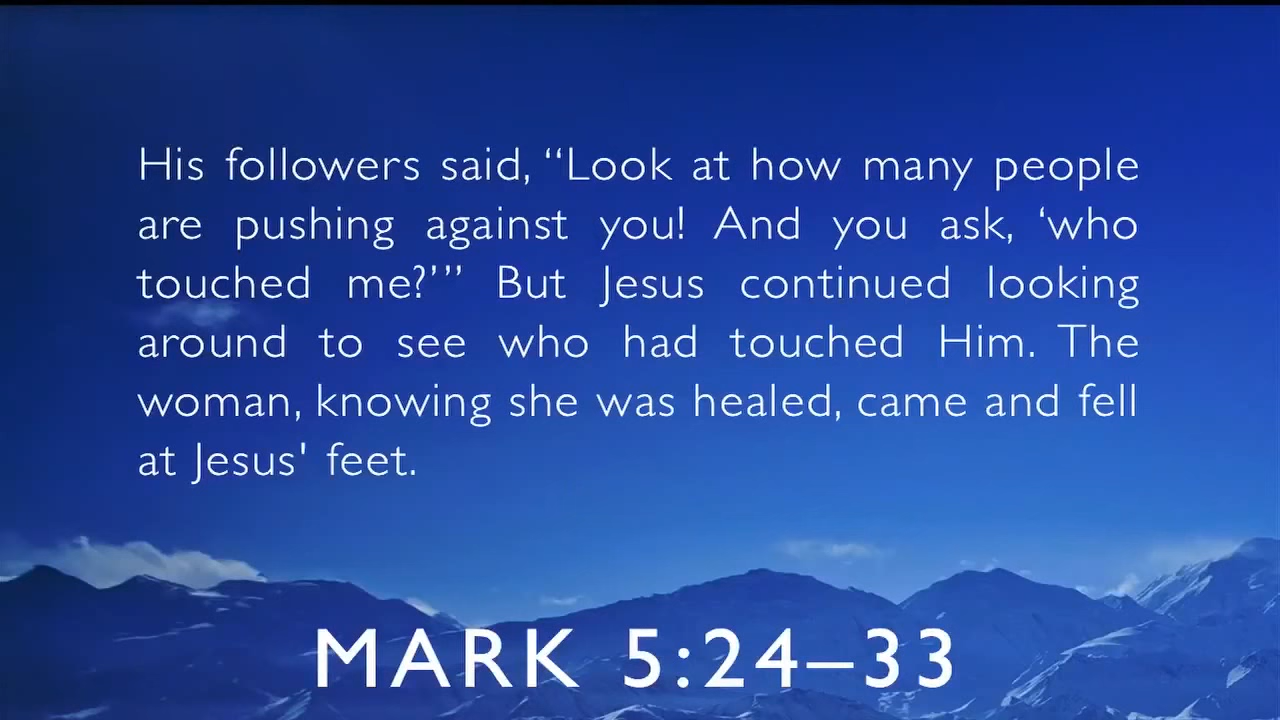 His followers said, “Look at how many people
are pushing against you! And you ask, ‘who
touched me?’” But Jesus continued looking
around to see who had touched Him. The
woman, knowing she was healed, came and fell
at Jesus' feet.
MARK 5:24–33